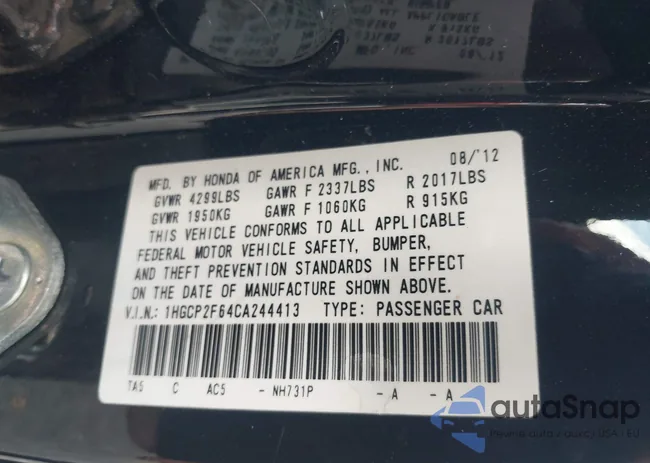 MFD. BY HONDA OF AMERICA MFG., INC. 08/'12
GVWR 4299LBS GAWR F 2337LBS R 2017LBS
GVWR 1950KG GAWR F 1060KG R 915KG
THIS VEHICLE CONFORMS TO ALL APPLICABLE
FEDERAL MOTOR VEHICLE SAFETY, BUMPER,
AND THEFT PREVENTION STANDARDS IN EFFECT
ON THE DATE OF MANUFACTURE SHOWN ABOVE.
V.I.N.: 1HGCP2F64CA244413 TYPE: PASSENGER CAR
TA5 C AC5 - NH731P - A - A
autaSnap